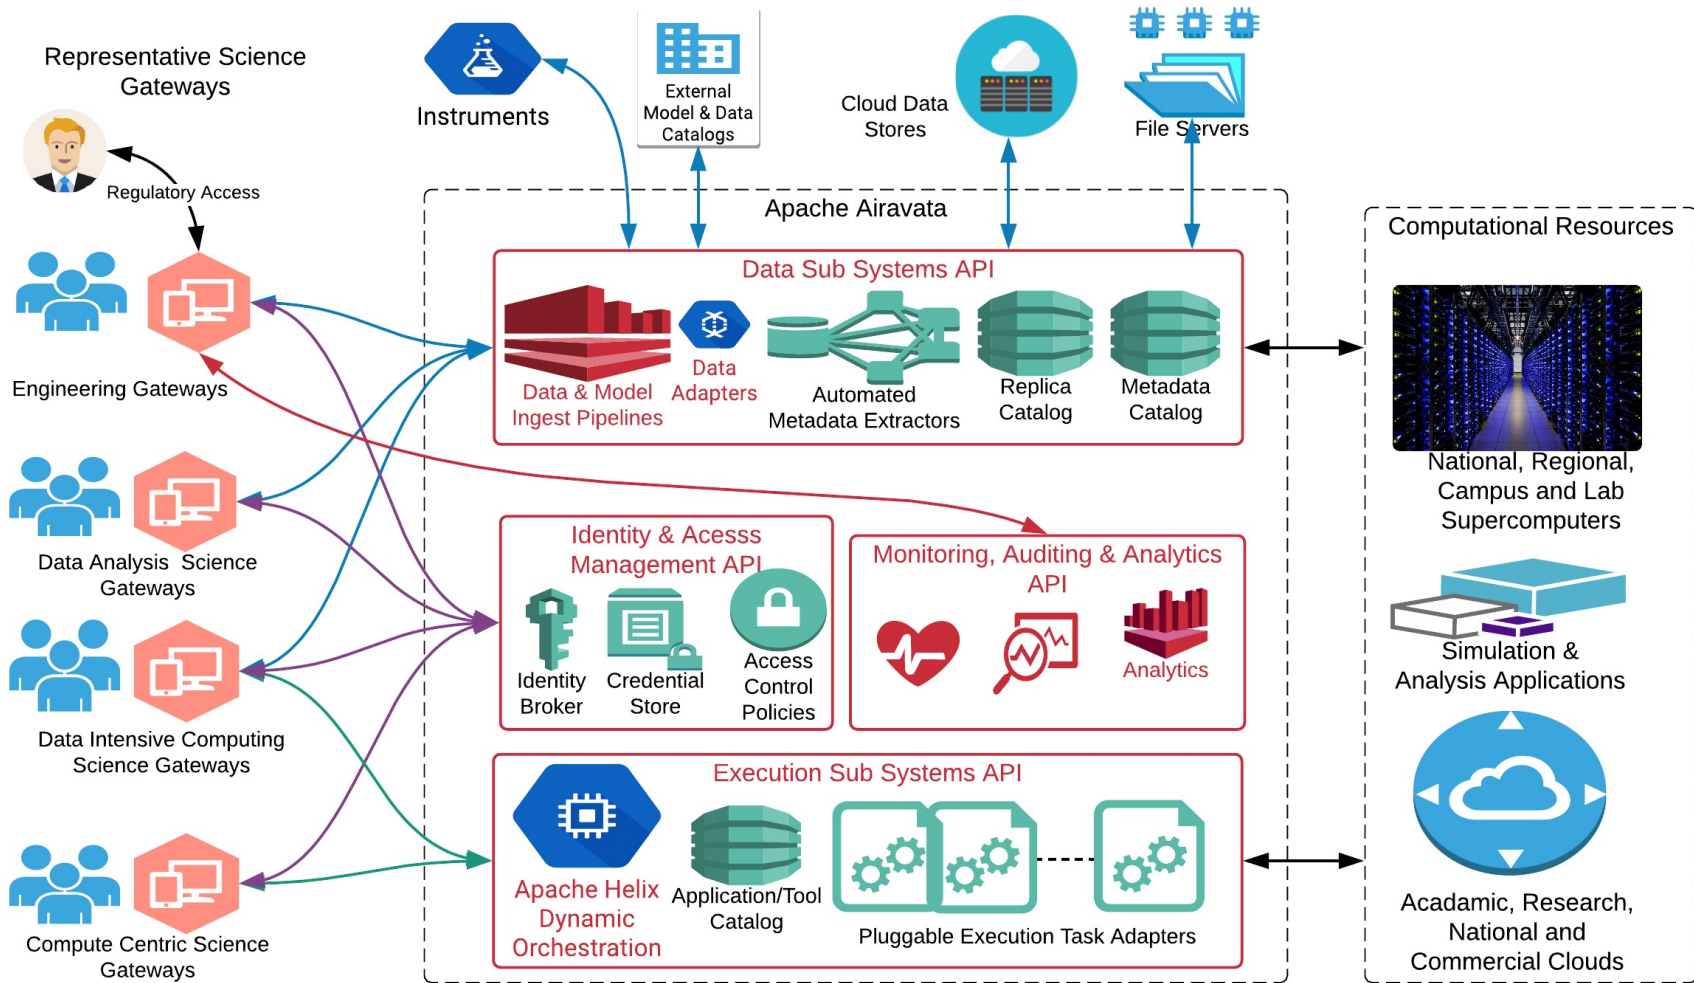 Representative Science
Gateways
Regulatory Access
Engineering Gateways
Data Analysis Science
Gateways
Data Intensive Computing
Science Gateways
Compute Centric Science
Gateways
Instruments
External
Model & Data
Catalogs
Cloud Data
Stores
File Servers
Apache Airavata
Data Sub Systems API
Data & Model
Ingest Pipelines
Data
Adapters
Automated
Metadata Extractors
Replica
Catalog
Metadata
Catalog
Identity & Acesss
Management API
Identity
Broker
Credential
Store
Access
Control
Policies
Monitoring, Auditing & Analytics
API
Analytics
Execution Sub Systems API
Apache Helix
Dynamic
Orchestration
Application/Tool
Catalog
Pluggable Execution Task Adapters
Computational Resources
National, Regional,
Campus and Lab
Supercomputers
Simulation &
Analysis Applications
Acadamic, Research,
National and
Commercial Clouds